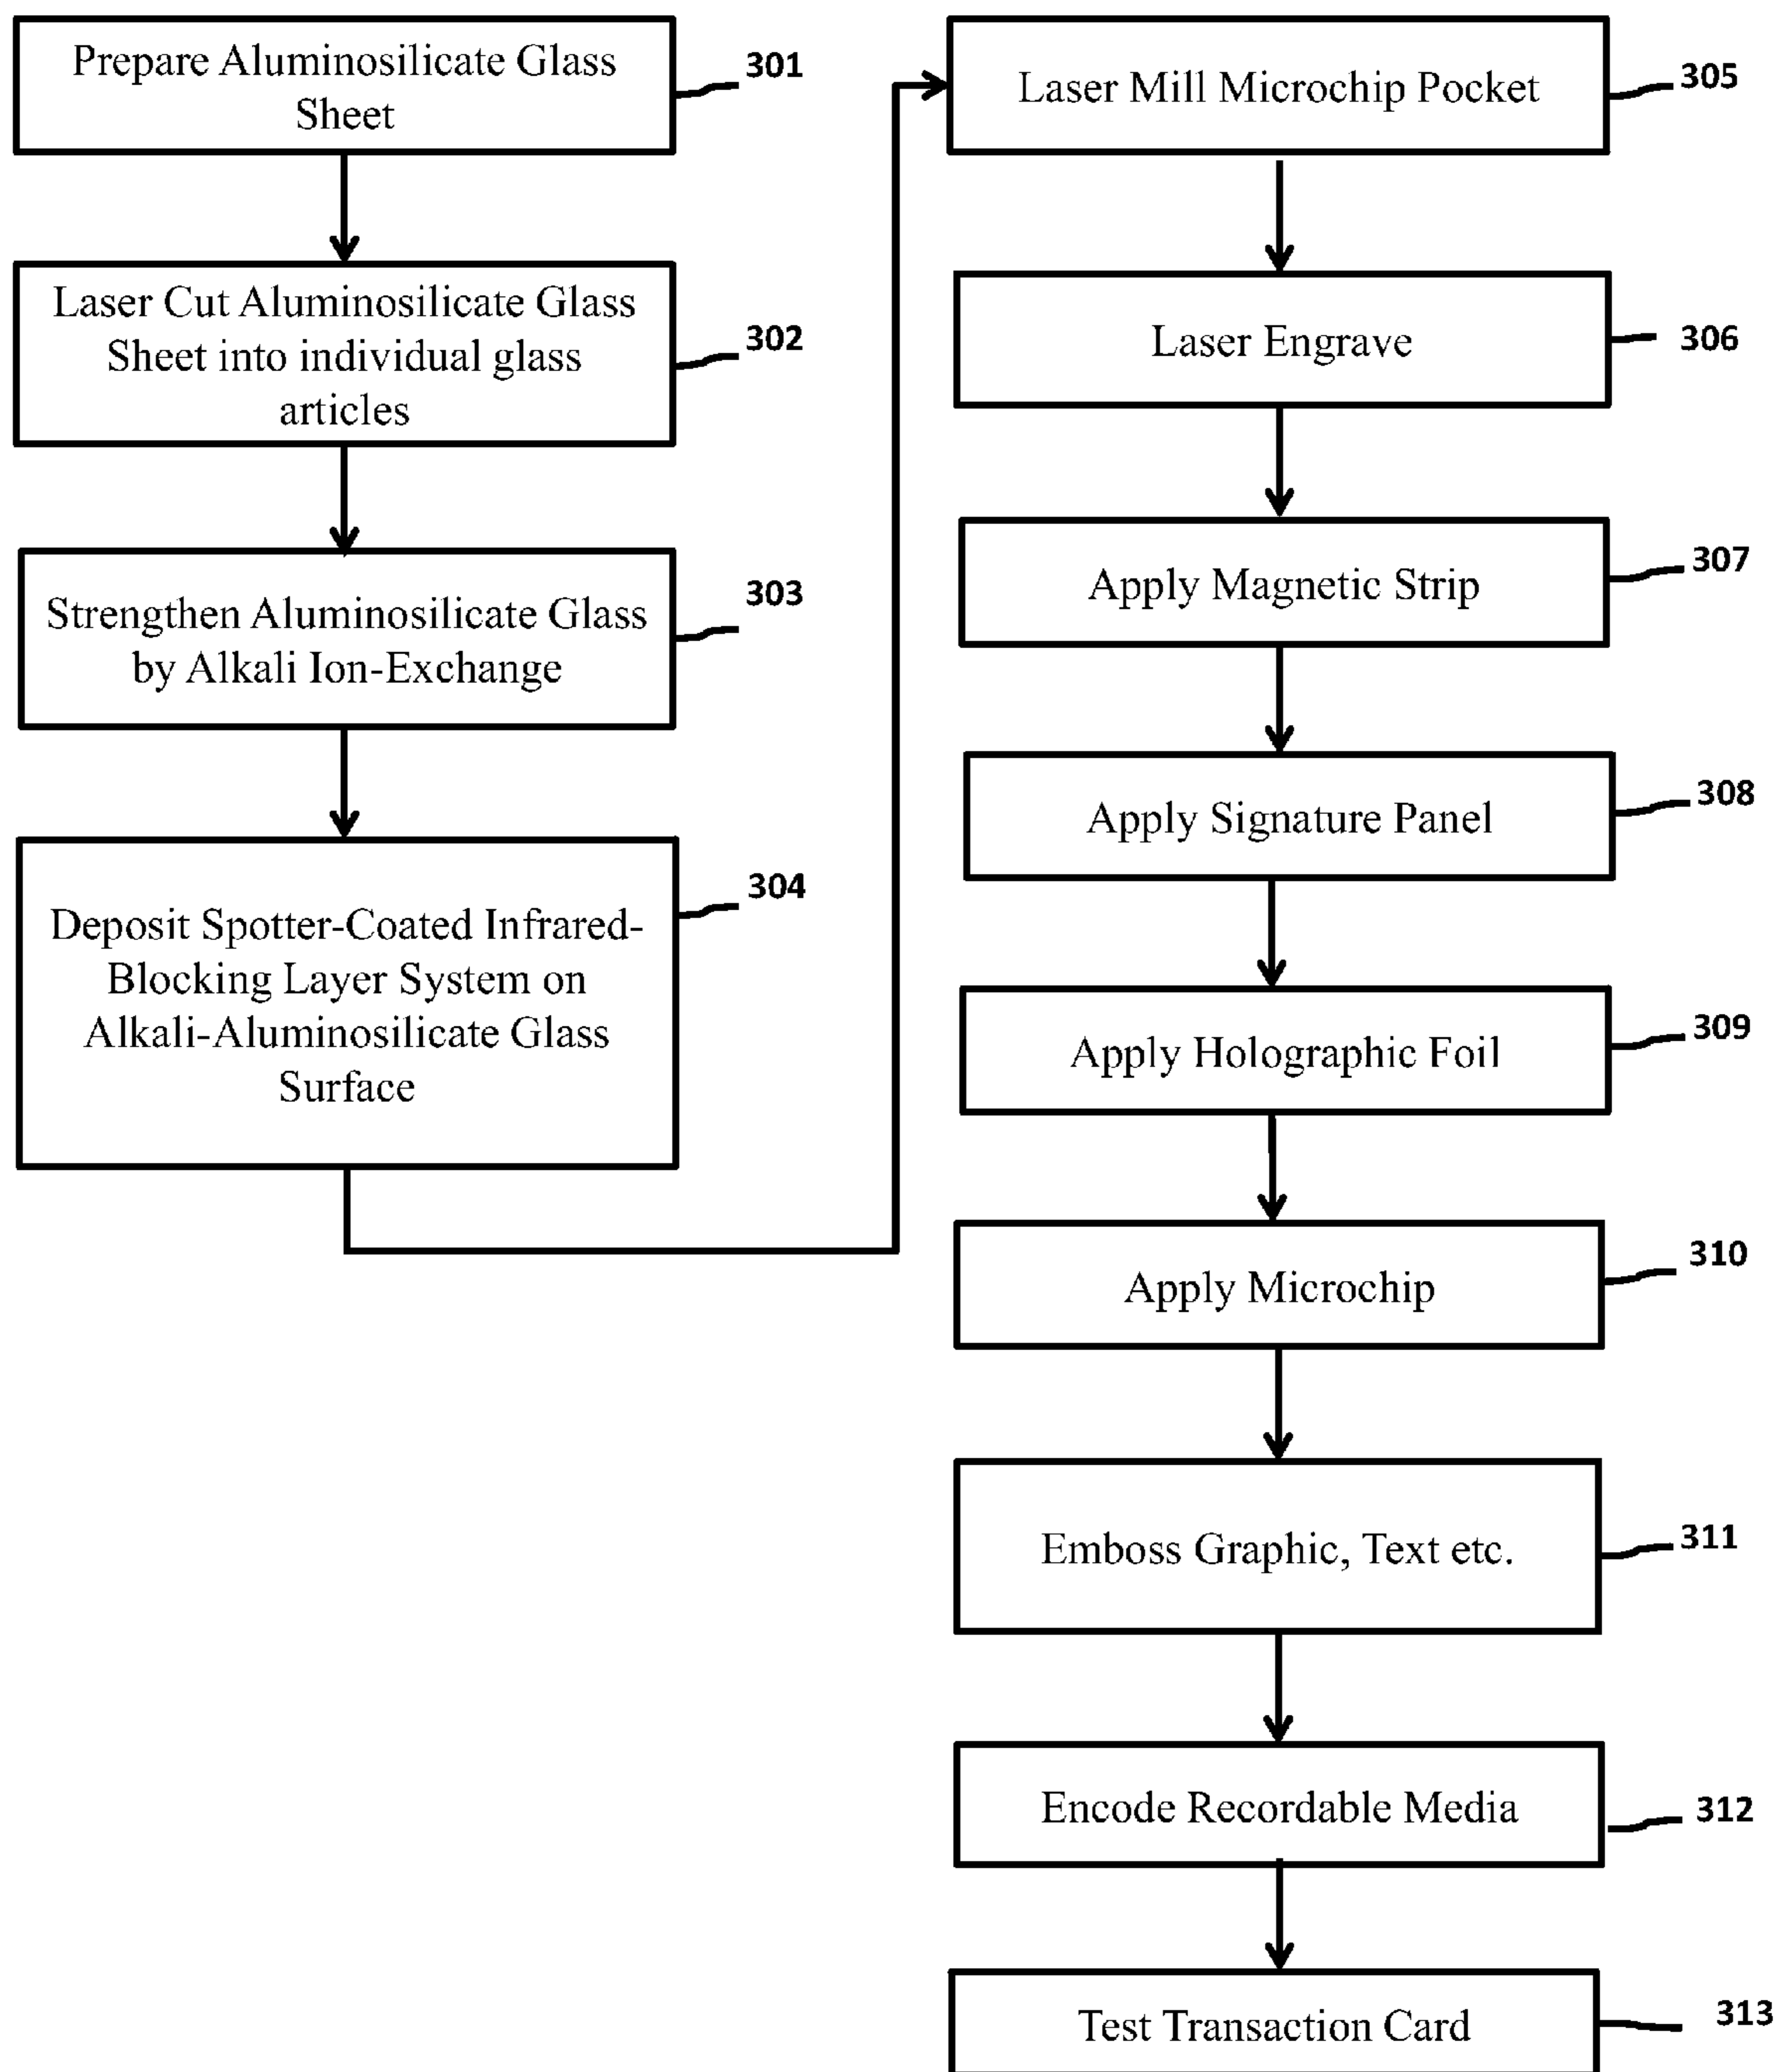 Prepare Aluminosilicate Glass
Sheet
301
Laser Cut Aluminosilicate Glass
Sheet into individual glass
articles
302
Strengthen Aluminosilicate Glass
by Alkali Ion-Exchange
303
Deposit Spotter-Coated Infrared-
Blocking Layer System on
Alkali-Aluminosilicate Glass
Surface
304
Laser Mill Microchip Pocket
305
Laser Engrave
306
Apply Magnetic Strip
307
Apply Signature Panel
308
Apply Holographic Foil
309
Apply Microchip
310
Emboss Graphic, Text etc.
311
Encode Recordable Media
312
Test Transaction Card
313